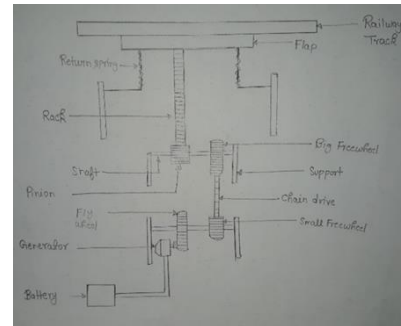 Railway
Track
Flap
Return spring
Rack
Big Freewheel
Shaft
Support
Pinion
Chain drive
Fly
wheel
Small Freewheel
Generator
Battery